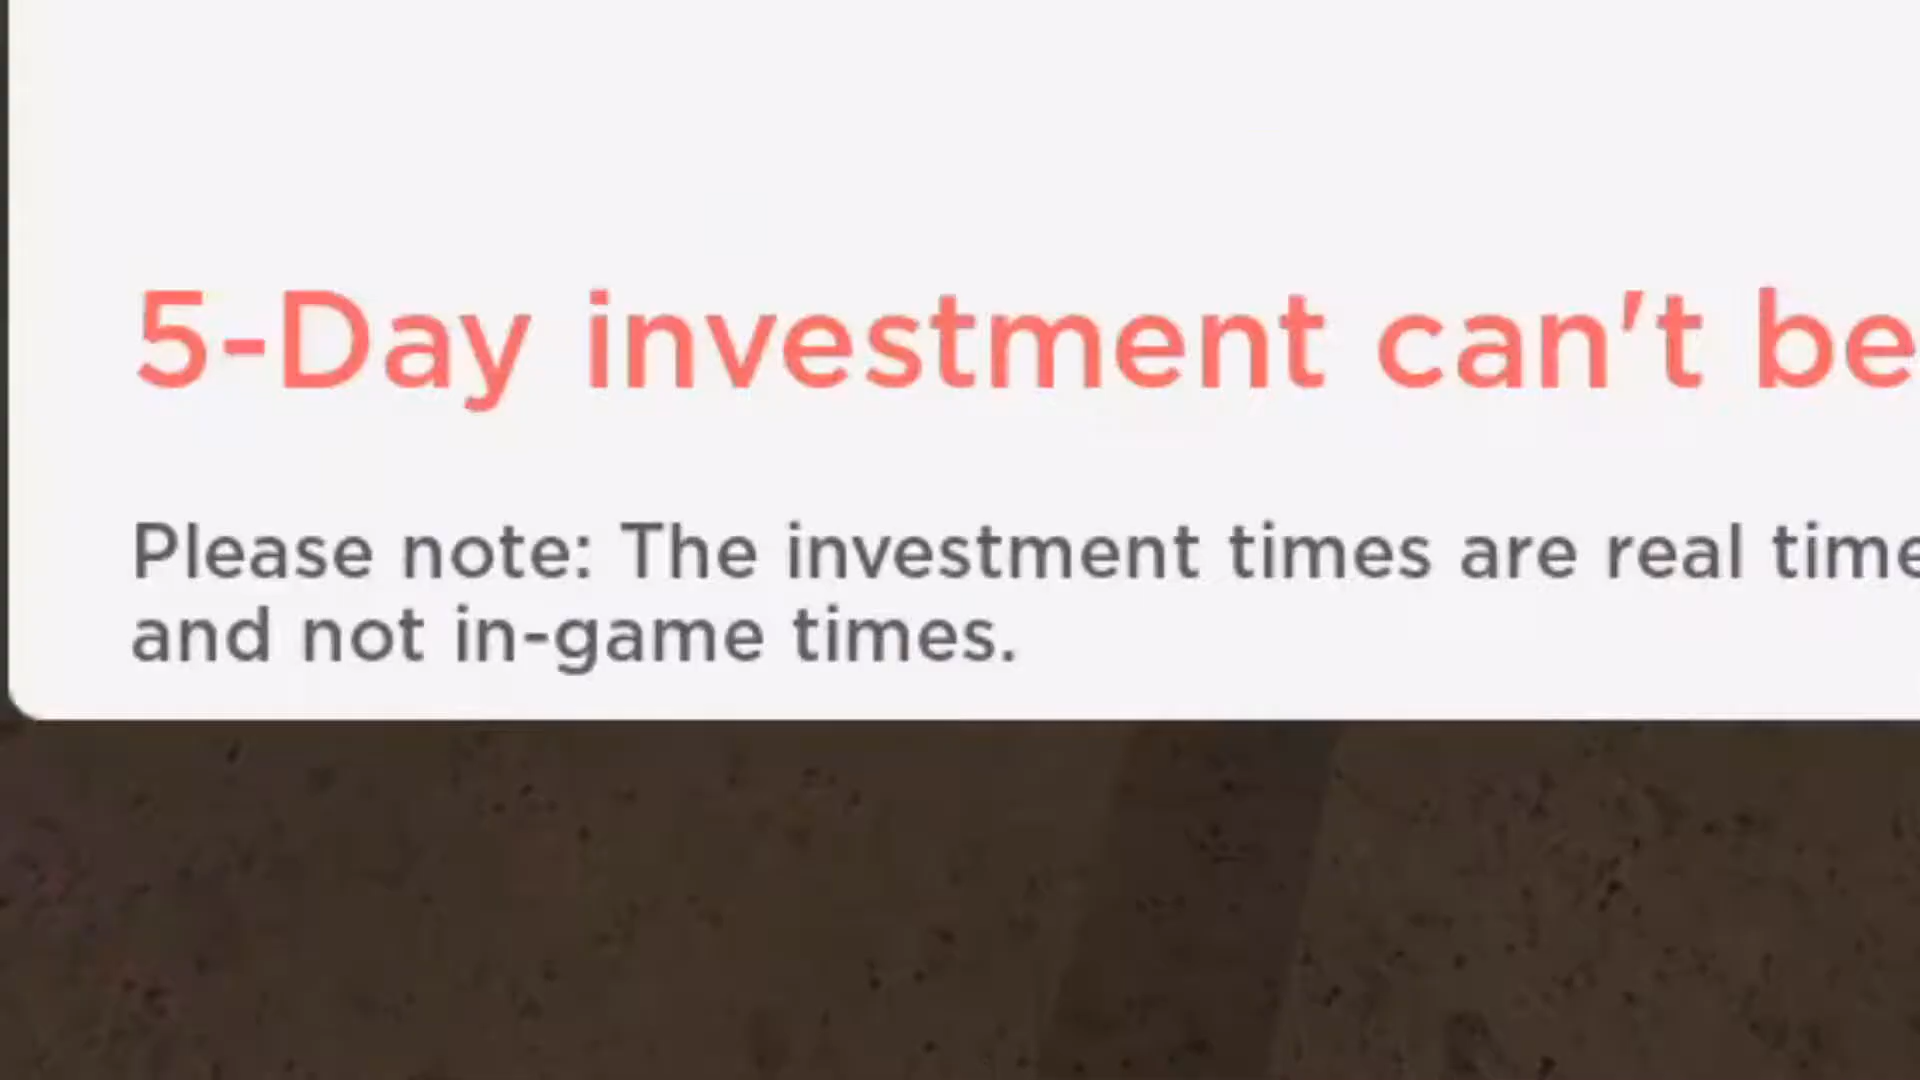 5-Day investment can't be
Please note: The investment times are real time
and not in-game times.